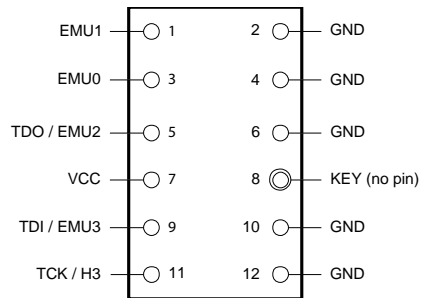 EMU1 1 2 GND
EMU0 3 4 GND
TDO / EMU2 5 6 GND
VCC 7 8 KEY (no pin)
TDI / EMU3 9 10 GND
TCK / H3 11 12 GND